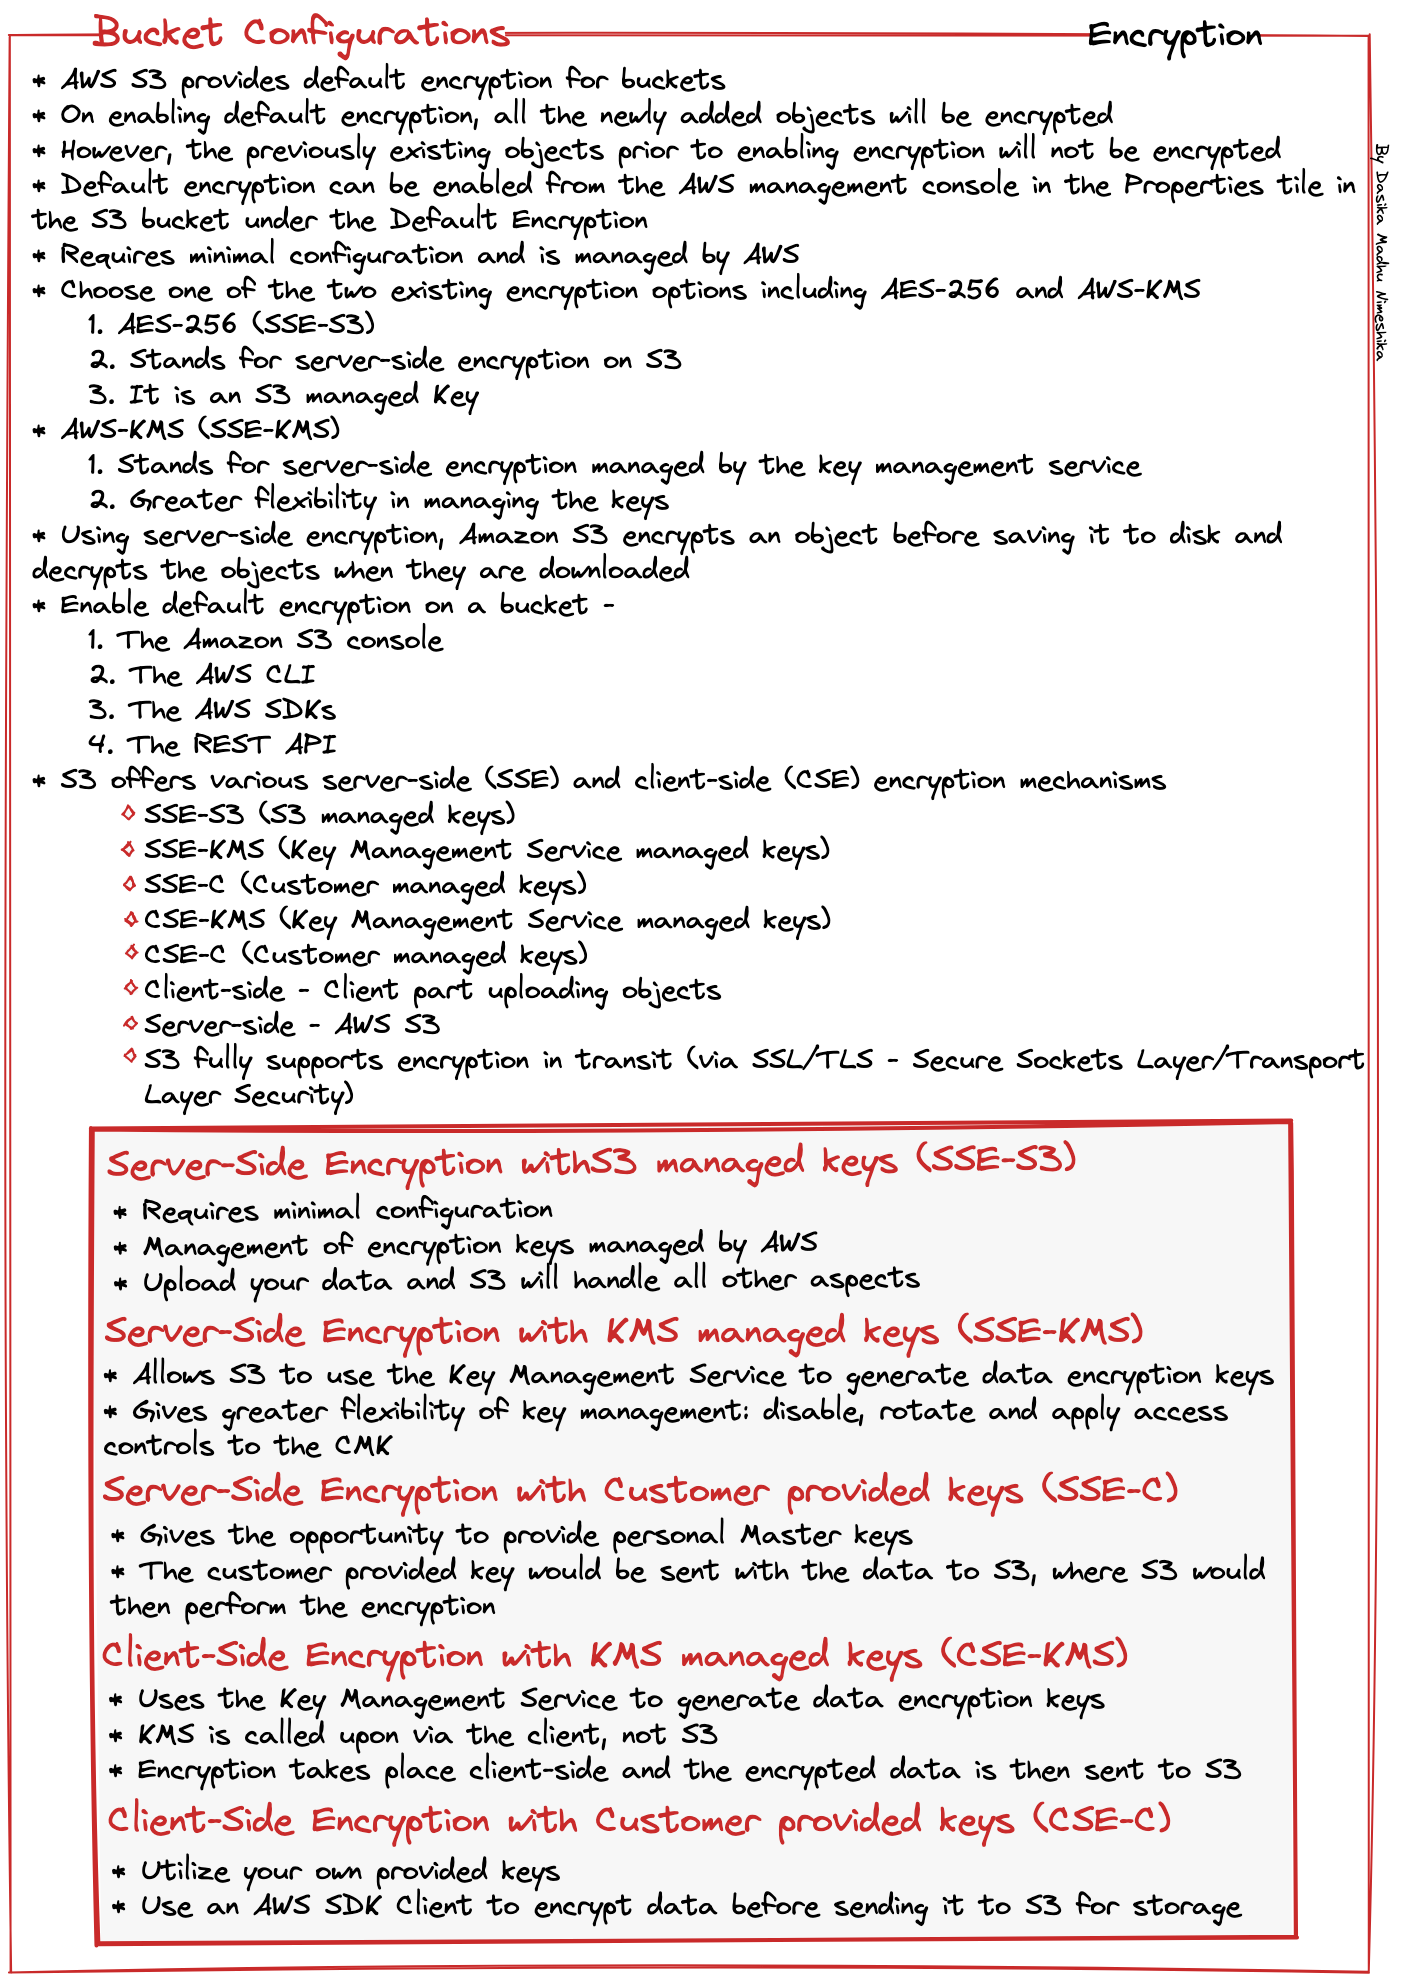 Bucket Configurations
Encryption
* AWS S3 provides default encryption for buckets
* On enabling default encryption, all the newly added objects will be encrypted
* However, the previously existing objects prior to enabling encryption will not be encrypted
* Default encryption can be enabled from the AWS management console in the Properties tile in
the S3 bucket under the Default Encryption
* Requires minimal configuration and is managed by AWS
* Choose one of the two existing encryption options including AES-256 and AWS-KMS
1. AES-256 (SSE-S3)
2. Stands for server-side encryption on S3
3. It is an S3 managed Key
* AWS-KMS (SSE-KMS)
1. Stands for server-side encryption managed by the key management service
2. Greater flexibility in managing the keys
* Using server-side encryption, Amazon S3 encrypts an object before saving it to disk and
decrypts the objects when they are downloaded
* Enable default encryption on a bucket -
1. The Amazon S3 console
2. The AWS CLI
3. The AWS SDKs
4. The REST API
* S3 offers various server-side (SSE) and client-side (CSE) encryption mechanisms
SSE-S3 (S3 managed keys)
SSE-KMS (Key Management Service managed keys)
SSE-C (Customer managed keys)
CSE-KMS (Key Management Service managed keys)
CSE-C (Customer managed keys)
Client-side - Client part uploading objects
Server-side - AWS S3
S3 fully supports encryption in transit (via SSL/TLS - Secure Sockets Layer/Transport
Layer Security)
Server-Side Encryption withS3 managed keys (SSE-S3)
* Requires minimal configuration
* Management of encryption keys managed by AWS
* Upload your data and S3 will handle all other aspects
Server-Side Encryption with KMS managed keys (SSE-KMS)
* Allows S3 to use the Key Management Service to generate data encryption keys
* Gives greater flexibility of key management: disable, rotate and apply access
controls to the CMK
Server-Side Encryption with Customer provided keys (SSE-C)
* Gives the opportunity to provide personal Master keys
* The customer provided key would be sent with the data to S3, where S3 would
then perform the encryption
Client-Side Encryption with KMS managed keys (CSE-KMS)
* Uses the Key Management Service to generate data encryption keys
* KMS is called upon via the client, not S3
* Encryption takes place client-side and the encrypted data is then sent to S3
Client-Side Encryption with Customer provided keys (CSE-C)
* Utilize your own provided keys
* Use an AWS SDK Client to encrypt data before sending it to S3 for storage
By Dasika Madhu Nimeshika